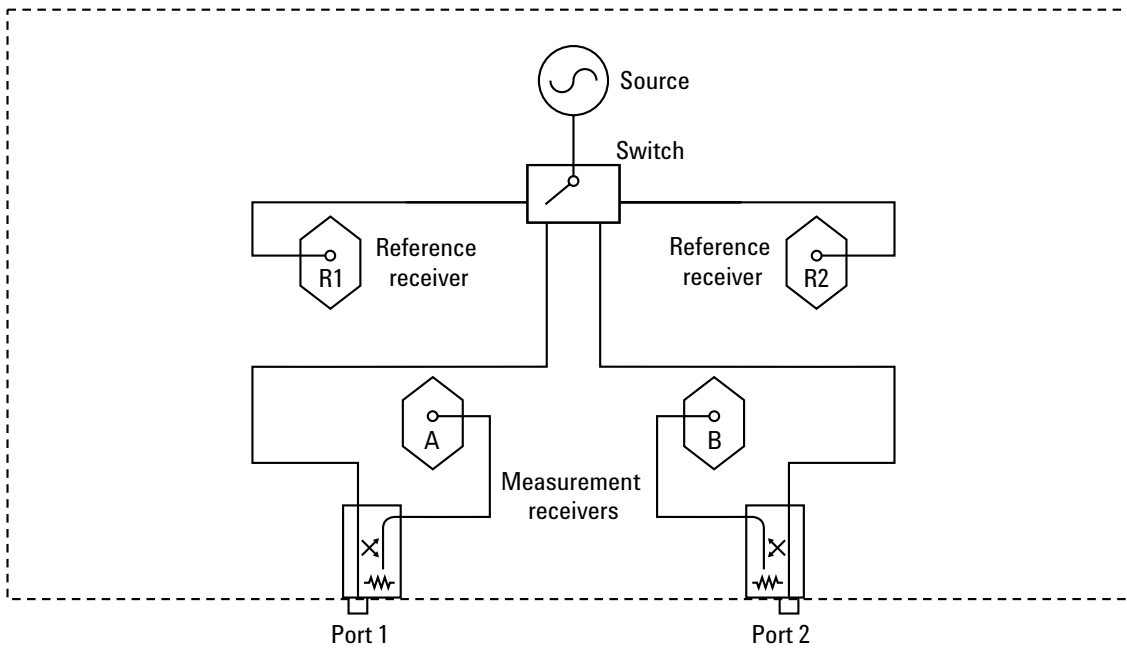 Source
Switch
Reference
receiver
R1
Reference
receiver
R2
A
B
Measurement
receivers
Port 1
Port 2